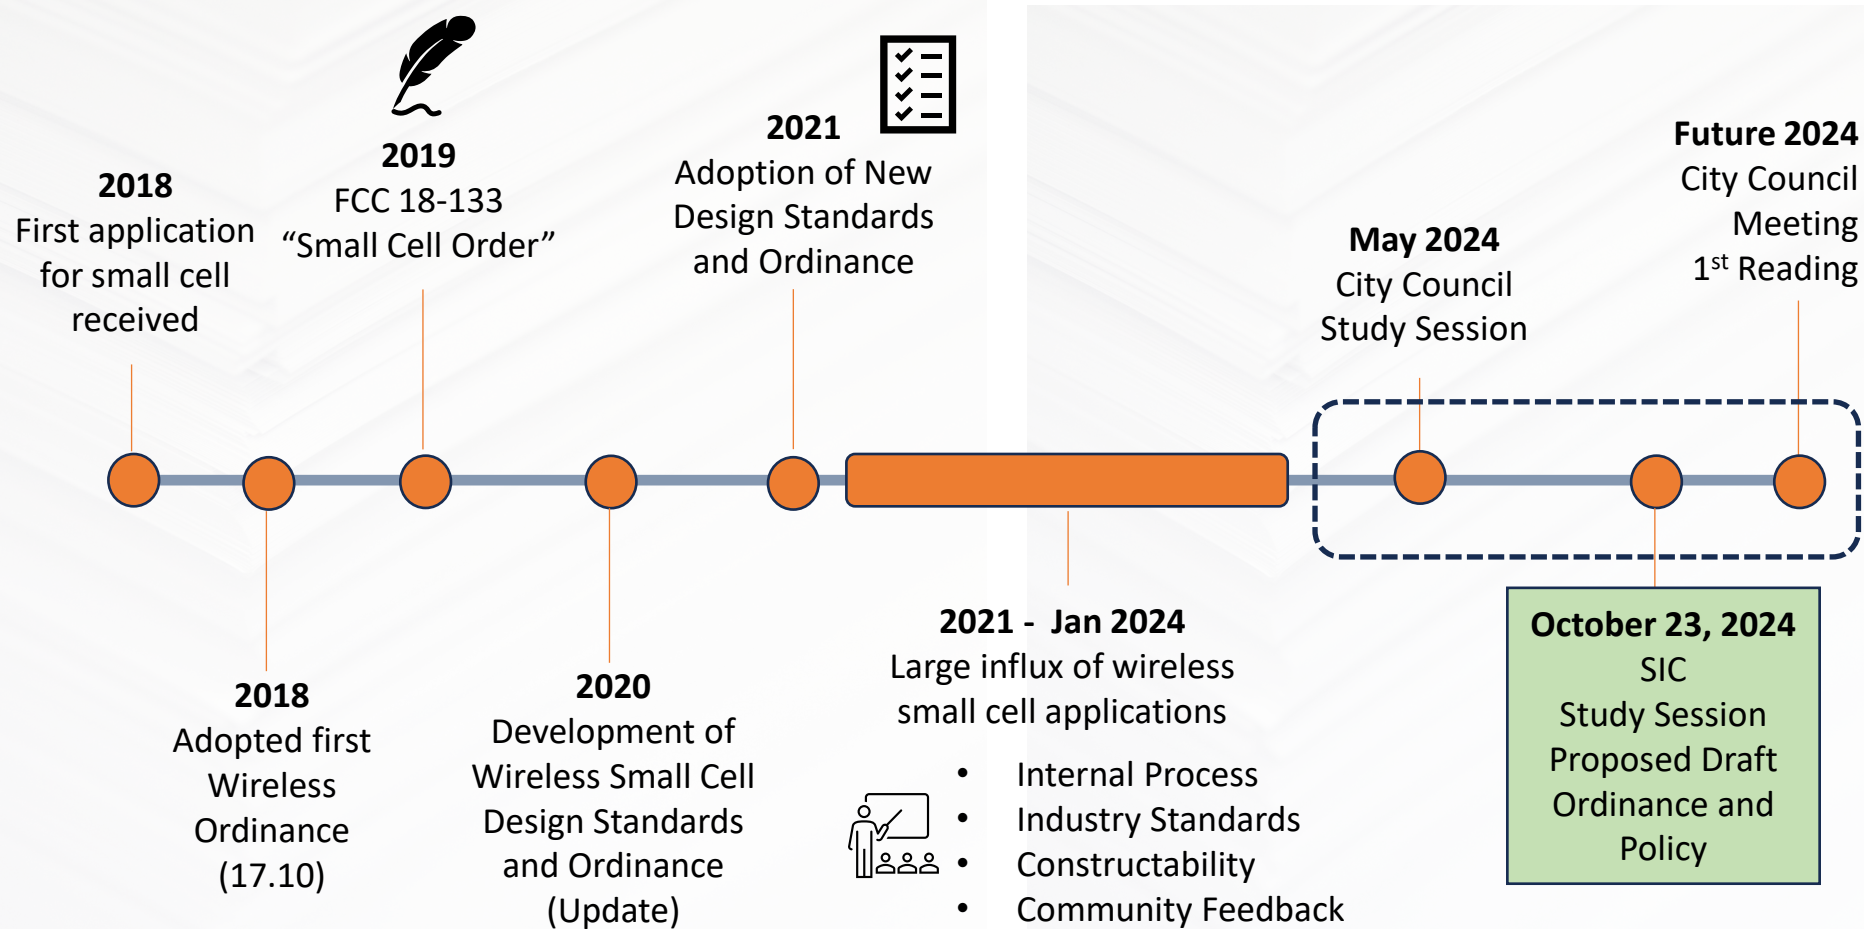 2018
First application
for small cell
received
2018
Adopted first
Wireless
Ordinance
(17.10)
2019
FCC 18-133
“Small Cell Order”
2020
Development of
Wireless Small Cell
Design Standards
and Ordinance
(Update)
2021
Adoption of New
Design Standards
and Ordinance
2021 - Jan 2024
Large influx of wireless
small cell applications
• Internal Process
• Industry Standards
• Constructability
• Community Feedback
May 2024
City Council
Study Session
October 23, 2024
SIC
Study Session
Proposed Draft
Ordinance and
Policy
Future 2024
City Council
Meeting
1st Reading